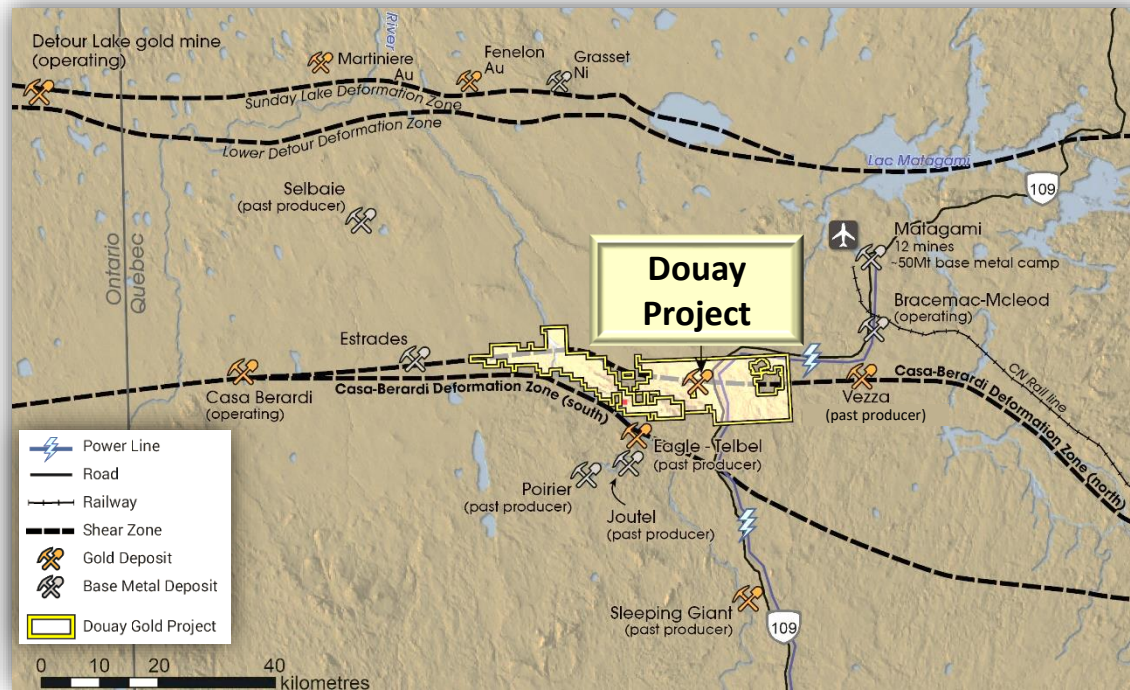 Detour Lake gold mine
(operating)
Martiniere
Au
Fenelon
Au
Grasset
Ni
River
Sunday Lake Deformation Zone
Lower Detour Deformation Zone
Lac Matagami
109
Selbaie
(past producer)
Ontario
Quebec
Matagami
12 mines
~50Mt base metal camp
Douay
Project
Bracemac-Mcleod
(operating)
Estrades
CN Rail line
Casa Berardi
(operating)
Casa-Berardi Deformation Zone (south)
Vezza
(past producer)
Casa-Berardi Deformation Zone (north)
Eagle - Telbel
(past producer)
Poirier
(past producer)
Joutel
(past producer)
Sleeping Giant
(past producer)
109
Power Line
Road
Railway
Shear Zone
Gold Deposit
Base Metal Deposit
Douay Gold Project
0 10 20 40
kilometres